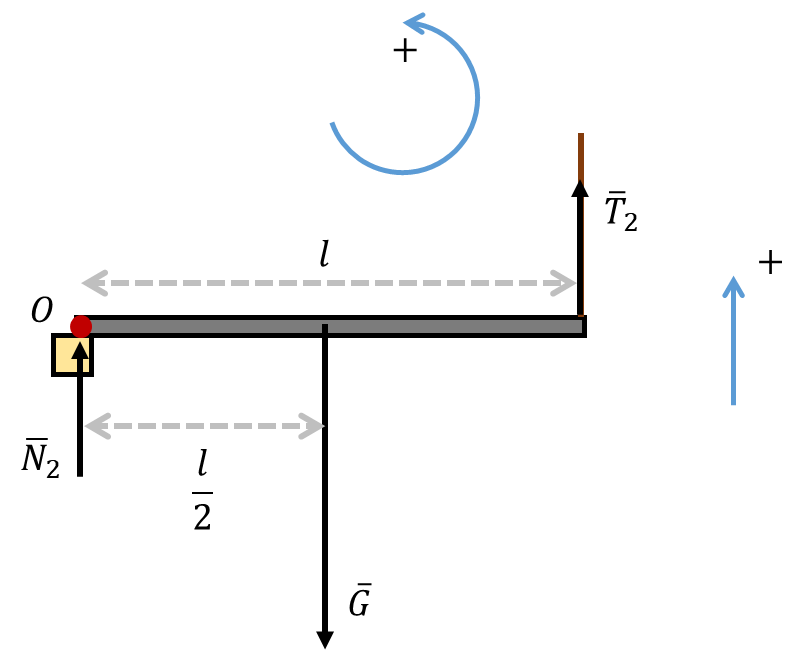 +
T̄₂
l
+
O
N̄₂
l
2
Ḡ